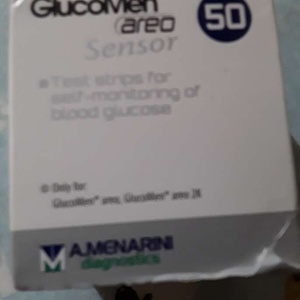 GlucoMen
areo
50
Sensor
Test strips for
self-monitoring of
blood glucose
Only for:
GlucoMen® areo, GlucoMen® areo 2K
A.MENARINI
diagnostics